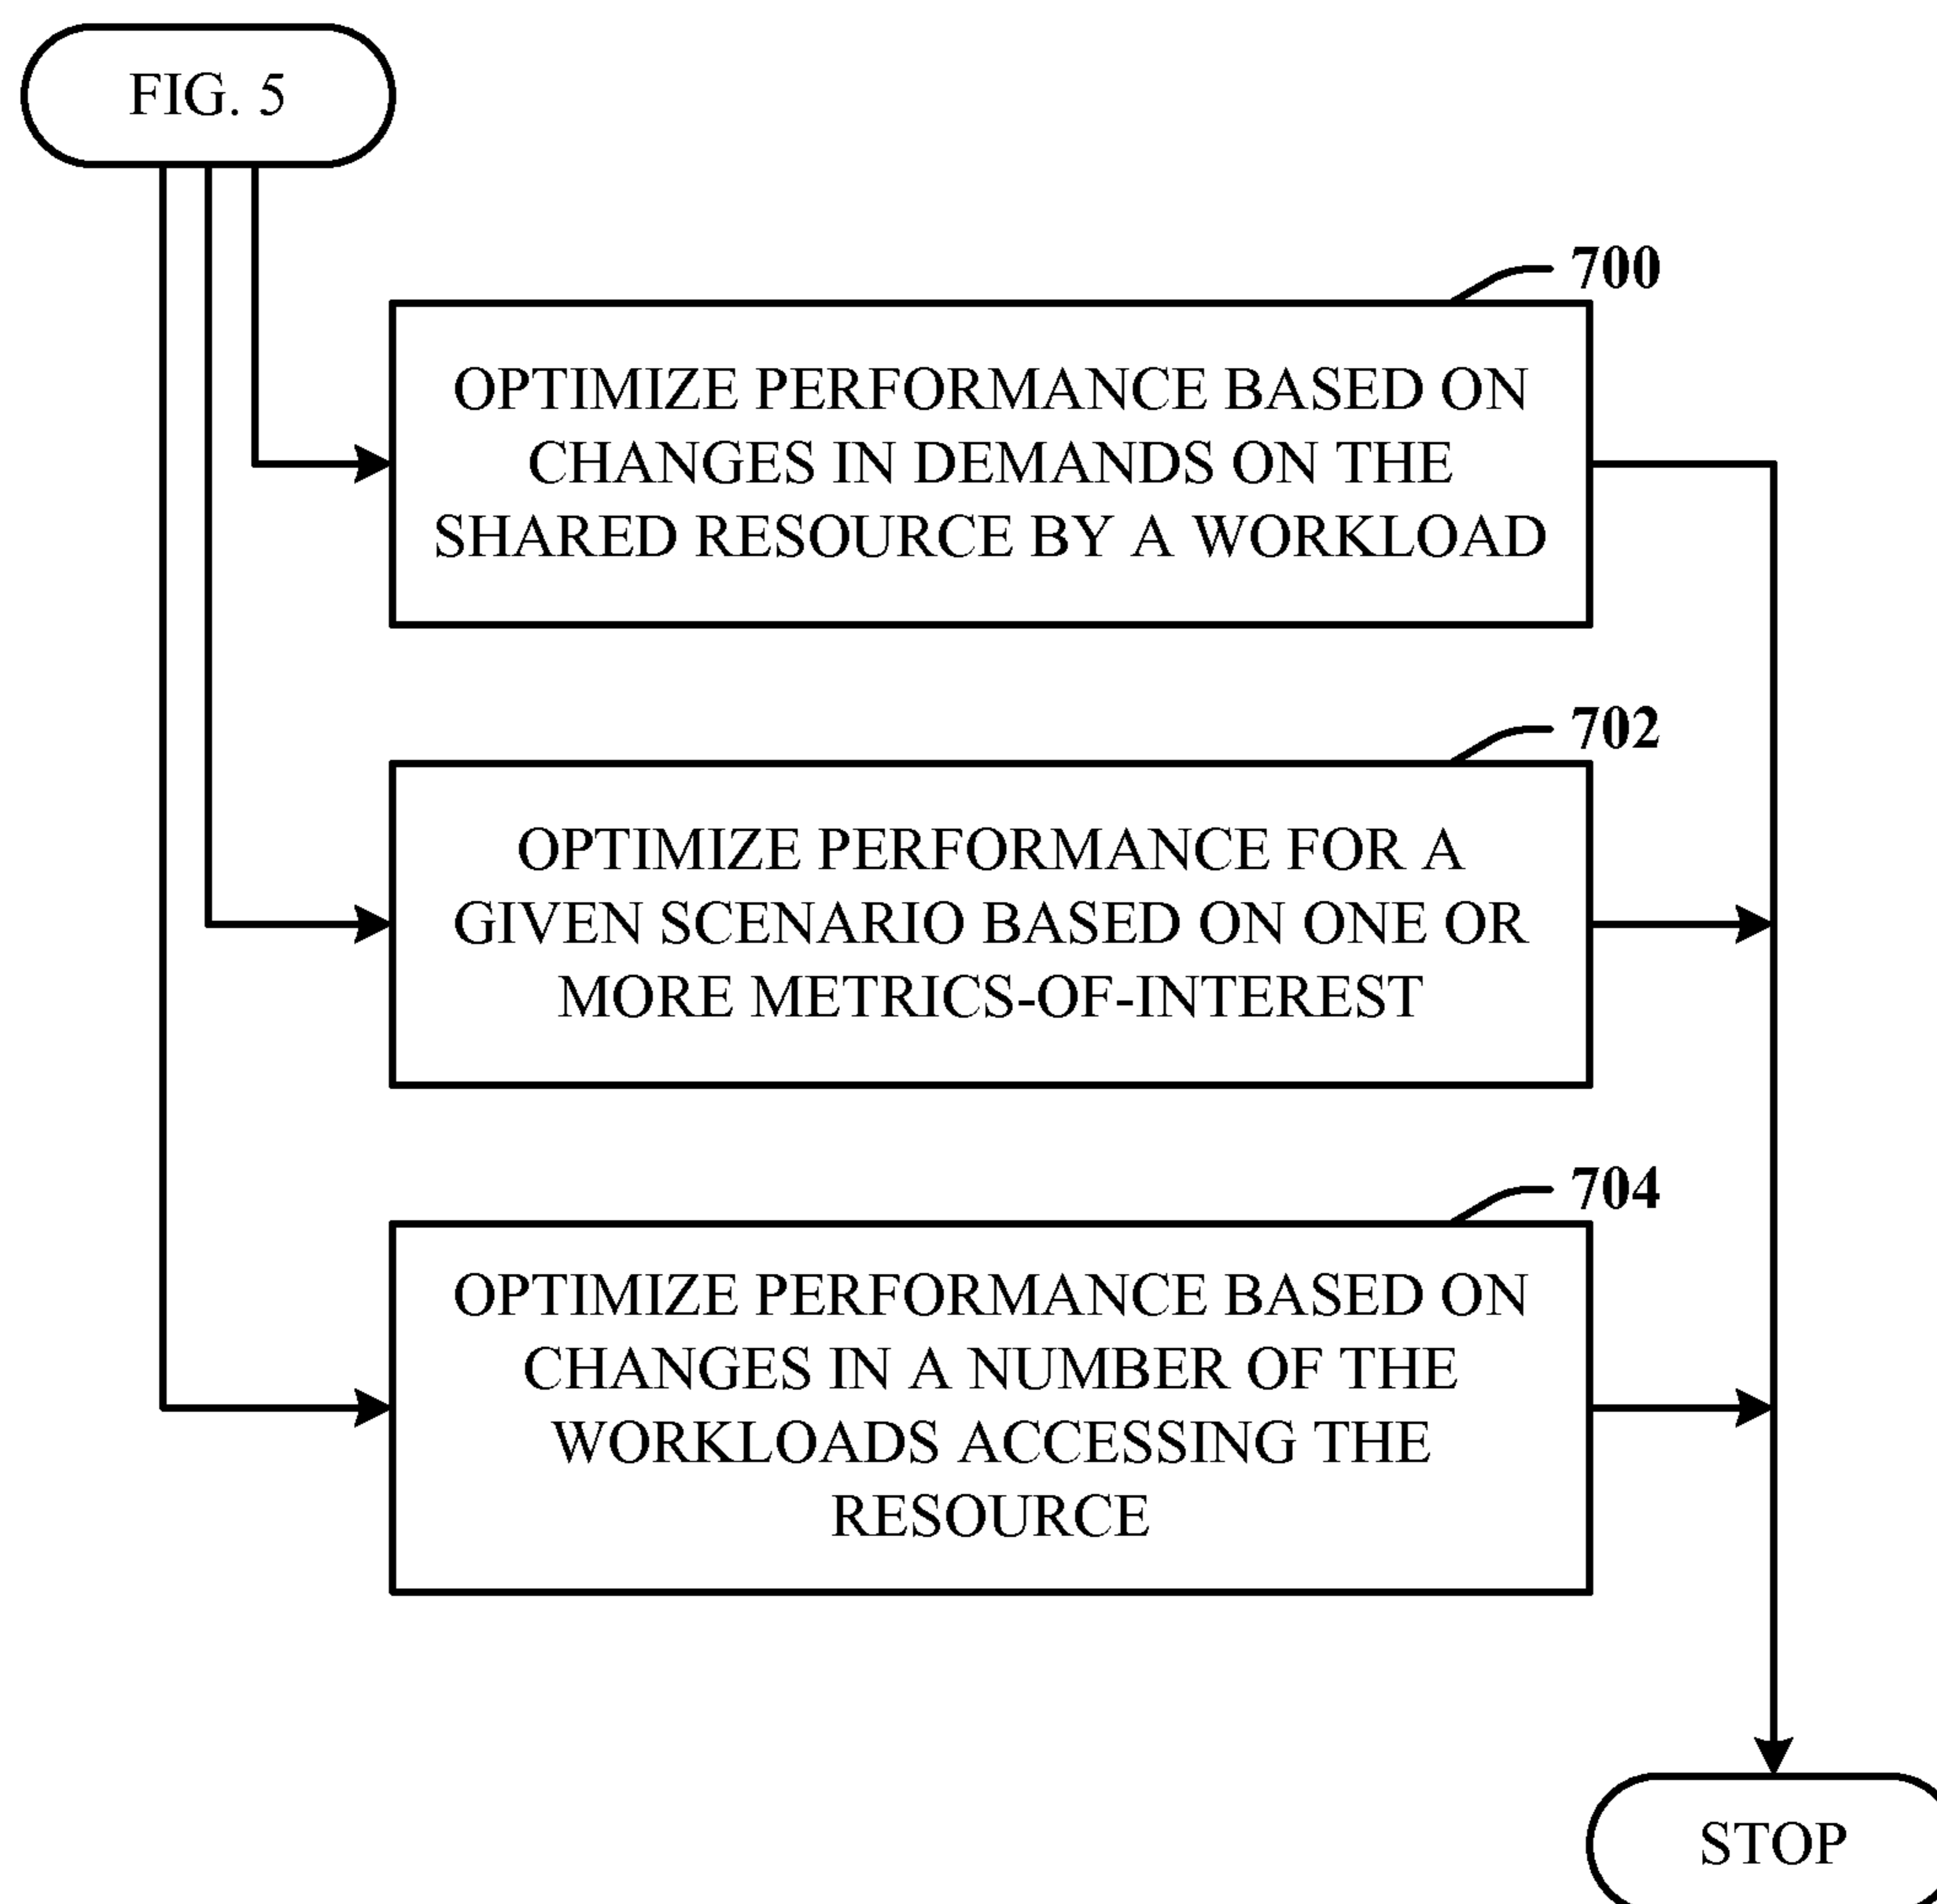 FIG. 5
700
OPTIMIZE PERFORMANCE BASED ON
CHANGES IN DEMANDS ON THE
SHARED RESOURCE BY A WORKLOAD
702
OPTIMIZE PERFORMANCE FOR A
GIVEN SCENARIO BASED ON ONE OR
MORE METRICS-OF-INTEREST
704
OPTIMIZE PERFORMANCE BASED ON
CHANGES IN A NUMBER OF THE
WORKLOADS ACCESSING THE
RESOURCE
STOP